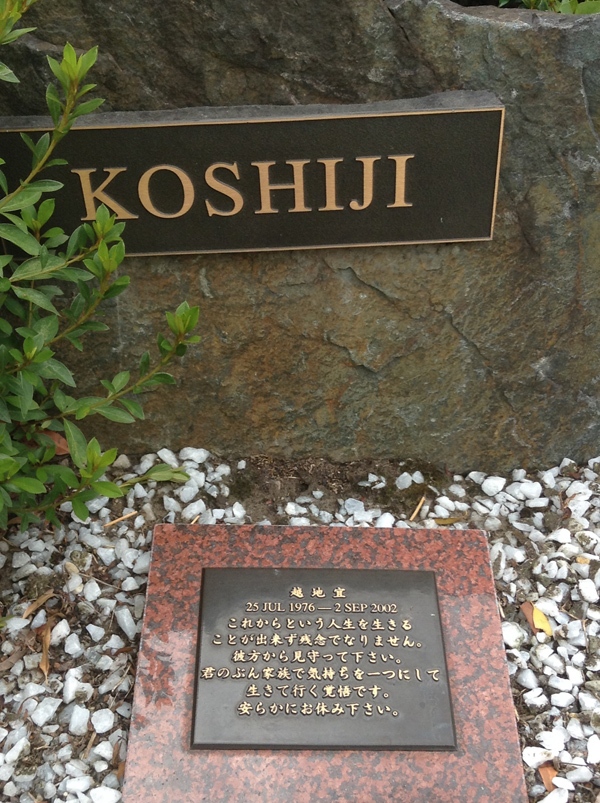 KOSHIJI
越地宜
25 JUL 1976 — 2 SEP 2002
これからという人生を生きる
ことが出来ず残念でなりません。
彼方から見守って下さい。
君のぶん家族で気持ちを一つにして
生きて行く覚悟です。
安らかにお休み下さい。